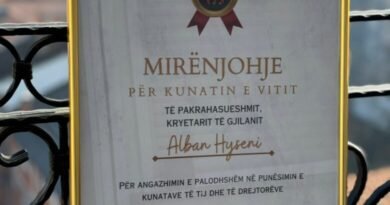 MIRËNJOHJE
PËR KUNATIN E VITIT
TË PAKRAHASUESHMIT,
KRYETARIT TË GJILANIT
Alban Hyseni
PËR ANGAZHIMIN E PALODHSHËM NË PUNËSIMIN E
KUNATAVE TË TIJ DHE TË DREJTORËVE